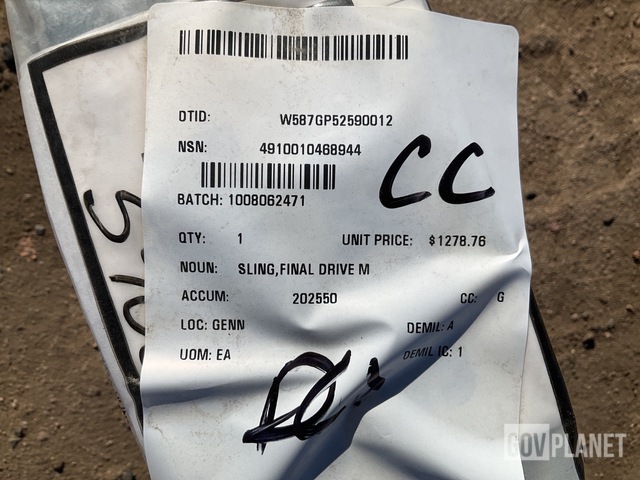 DTID: W587GP52590012
NSN: 4910010468944
CC
BATCH: 1008062471
QTY: 1 UNIT PRICE: $1278.76
NOUN: SLING,FINAL DRIVE M
ACCUM: 202550 CC: G
LOC: GENN DEMIL: A
UOM: EA DEMIL IC: 1
GOVPLANET